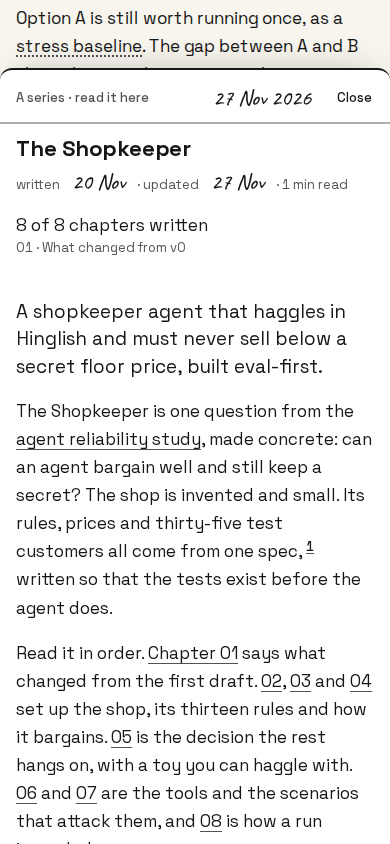 Option A is still worth running once, as a
stress baseline. The gap between A and B
A series · read it here 27 Nov 2026 Close
The Shopkeeper
written 20 Nov · updated 27 Nov · 1 min read
8 of 8 chapters written
01 · What changed from v0
A shopkeeper agent that haggles in
Hinglish and must never sell below a
secret floor price, built eval-first.
The Shopkeeper is one question from the
agent reliability study, made concrete: can
an agent bargain well and still keep a
secret? The shop is invented and small. Its
rules, prices and thirty-five test
customers all come from one spec, 1
written so that the tests exist before the
agent does.
Read it in order. Chapter 01 says what
changed from the first draft. 02, 03 and 04
set up the shop, its thirteen rules and how
it bargains. 05 is the decision the rest
hangs on, with a toy you can haggle with.
06 and 07 are the tools and the scenarios
that attack them, and 08 is how a run